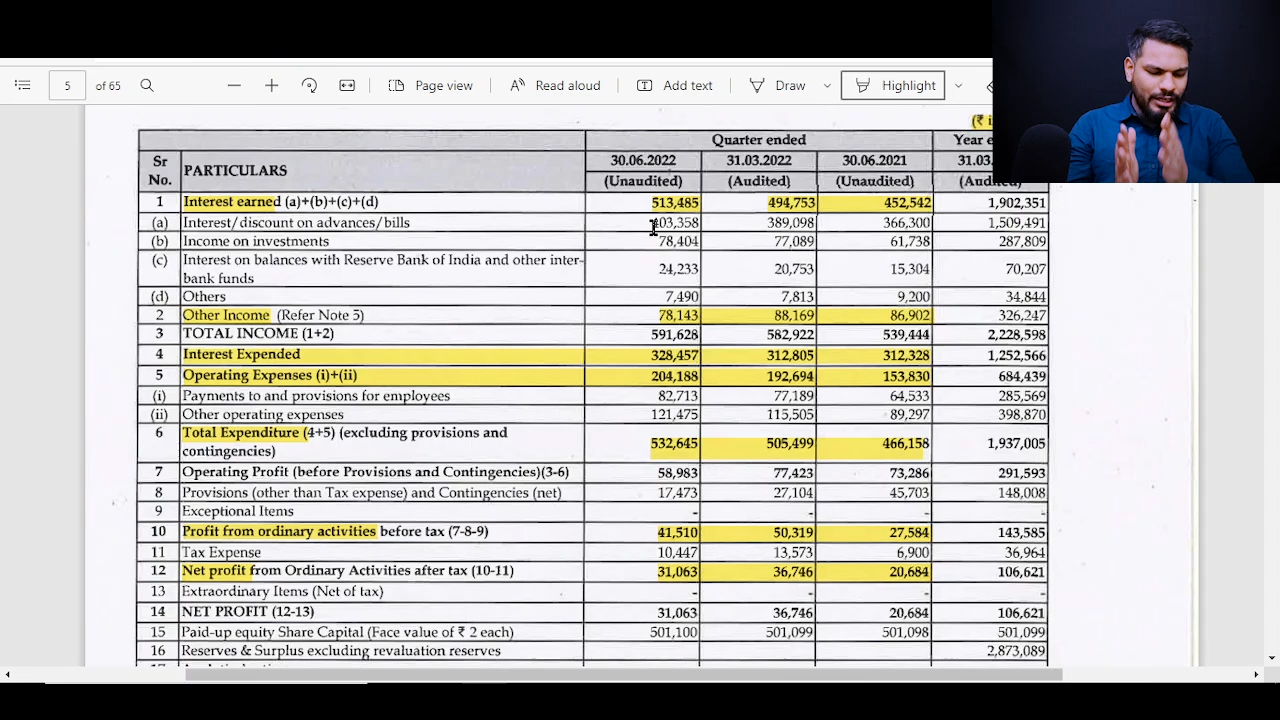 5 of 65 Page view Read aloud Add text Draw Highlight
(₹ i
Quarter ended Year e
Sr No. PARTICULARS 30.06.2022 31.03.2022 30.06.2021 31.03.
(Unaudited) (Audited) (Unaudited) (Audited)
1 Interest earned (a)+(b)+(c)+(d) 513,485 494,753 452,542 1,902,351
(a) Interest/discount on advances/bills 403,358 389,098 366,300 1,509,491
(b) Income on investments 78,404 77,089 61,738 287,809
(c) Interest on balances with Reserve Bank of India and other inter-
bank funds 24,233 20,753 15,304 70,207
(d) Others 7,490 7,813 9,200 34,844
2 Other Income (Refer Note 5) 78,143 88,169 86,902 326,247
3 TOTAL INCOME (1+2) 591,628 582,922 539,444 2,228,598
4 Interest Expended 328,457 312,805 312,328 1,252,566
5 Operating Expenses (i)+(ii) 204,188 192,694 153,830 684,439
(i) Payments to and provisions for employees 82,713 77,189 64,533 285,569
(ii) Other operating expenses 121,475 115,505 89,297 398,870
6 Total Expenditure (4+5) (excluding provisions and
contingencies) 532,645 505,499 466,158 1,937,005
7 Operating Profit (before Provisions and Contingencies)(3-6) 58,983 77,423 73,286 291,593
8 Provisions (other than Tax expense) and Contingencies (net) 17,473 27,104 45,703 148,008
9 Exceptional Items - - - -
10 Profit from ordinary activities before tax (7-8-9) 41,510 50,319 27,584 143,585
11 Tax Expense 10,447 13,573 6,900 36,964
12 Net profit from Ordinary Activities after tax (10-11) 31,063 36,746 20,684 106,621
13 Extraordinary Items (Net of tax) - - - -
14 NET PROFIT (12-13) 31,063 36,746 20,684 106,621
15 Paid-up equity Share Capital (Face value of ₹ 2 each) 501,100 501,099 501,098 501,099
16 Reserves & Surplus excluding revaluation reserves 2,873,089